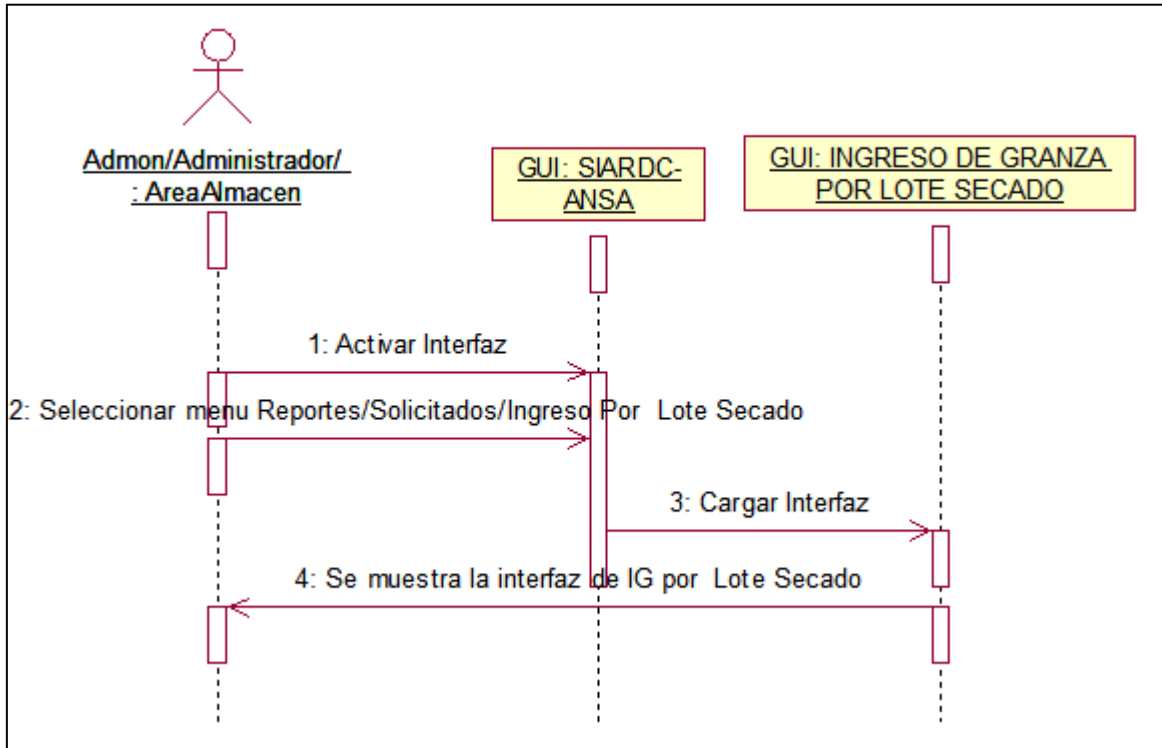 Admon/Administrador/
: AreaAlmacen
GUI: SIARDC-
ANSA
GUI: INGRESO DE GRANZA
POR LOTE SECADO
1: Activar Interfaz
2: Seleccionar menu Reportes/Solicitados/Ingreso Por Lote Secado
3: Cargar Interfaz
4: Se muestra la interfaz de IG por Lote Secado